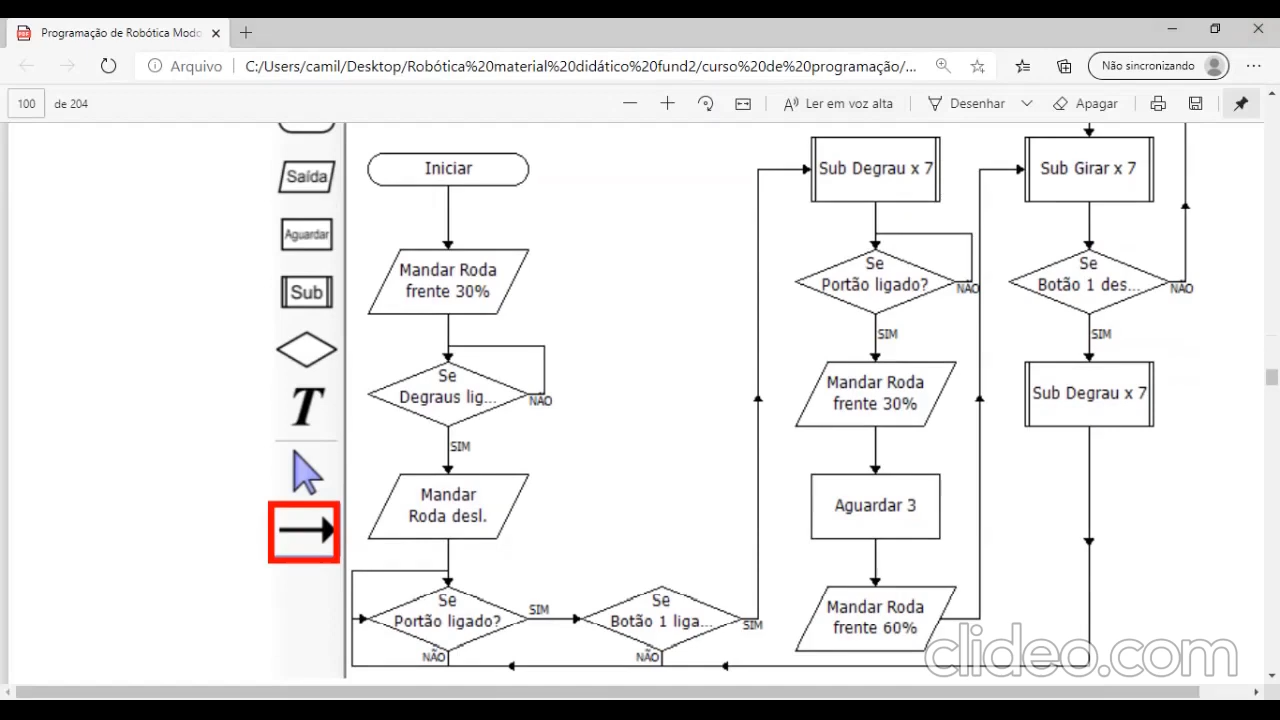 Programação de Robótica Modo
Arquivo
C:/Users/camil/Desktop/Robótica%20material%20didático%20fund2/curso%20de%20programação/...
Não sincronizando
100
de 204
Ler em voz alta
Desenhar
Apagar
Saída
Aguardar
Sub
T
Iniciar
Mandar Roda
frente 30%
Se
Degraus lig...
NÃO
SIM
Mandar
Roda desl.
Se
Portão ligado?
SIM
NÃO
Se
Botão 1 liga...
SIM
NÃO
Sub Degrau x 7
Se
Portão ligado?
NÃO
SIM
Mandar Roda
frente 30%
Aguardar 3
Mandar Roda
frente 60%
Sub Girar x 7
Se
Botão 1 des...
NÃO
SIM
Sub Degrau x 7
clideo.com